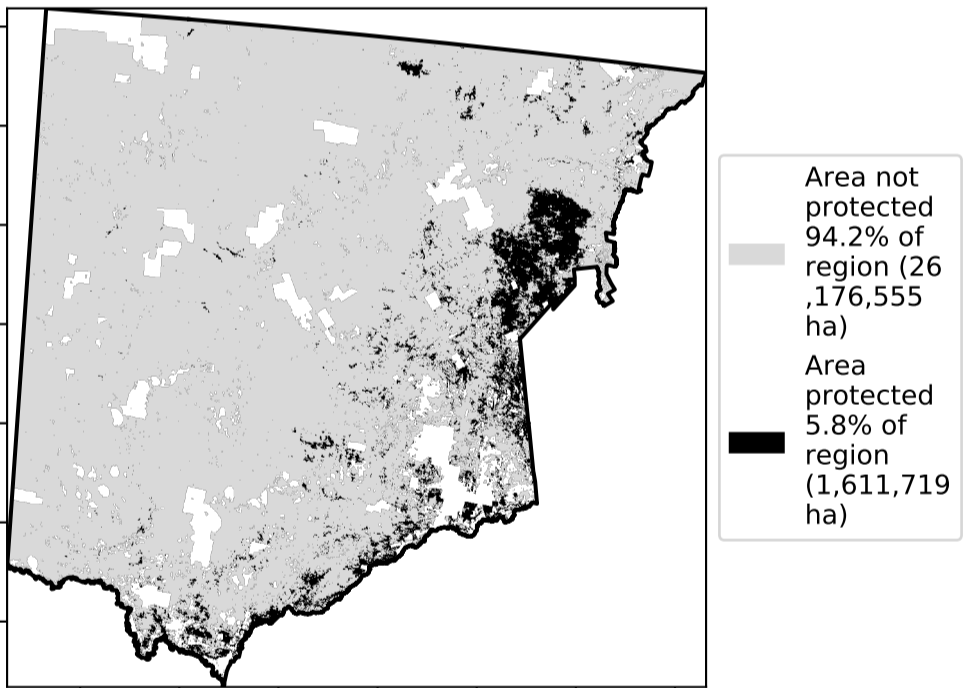 Area not
protected
94.2% of
region (26
,176,555
ha)
Area
protected
5.8% of
region
(1,611,719
ha)